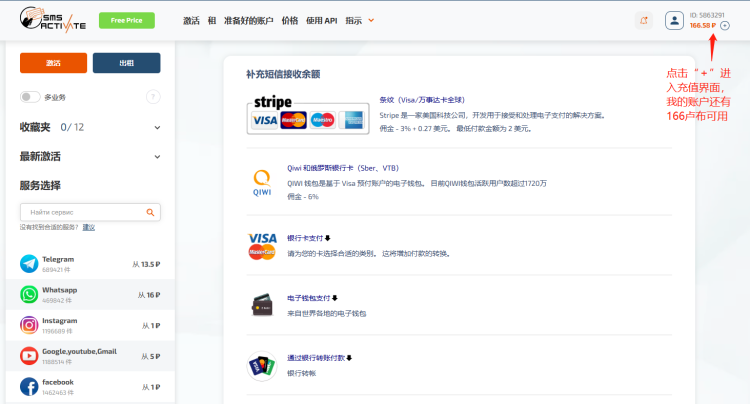 SMS
ACTIVATE
Free Price
激活 租 准备好的账户 价格 使用 API 指示
ID: 5863291
166.58 ₽
点击“＋”进
入充值界面，
我的账户还有
166卢布可用
激活
出租
多业务
?
收藏夹 0/ 12
最新激活
服务选择
Найти сервис
没有找到合适的服务? 建议
Telegram
689421 件
从 13.5 ₽
Whatsapp
469842 件
从 16 ₽
Instagram
1196689 件
从 1 ₽
Google,youtube,Gmail
1188514 件
从 5 ₽
facebook
1462463 件
从 1 ₽
补充短信接收余额
stripe
VISA MasterCard Maestro
条纹（Visa/万事达卡全球）
Stripe 是一家美国科技公司，开发用于接受和处理电子支付的解决方案。
佣金 - 3% + 0.27 美元。 最低付款金额为 2 美元。
QIWI
Qiwi 和俄罗斯银行卡（Sber、VTB）
QIWI 钱包是基于 Visa 预付账户的电子钱包。 目前QIWI钱包活跃用户数超过1720万
佣金 - 6%
VISA
MasterCard
银行卡支付
请为您的卡选择合适的类别。 这将增加付款的转换。
电子钱包支付
来自世界各地的电子钱包
通过银行转账付款
银行转帐